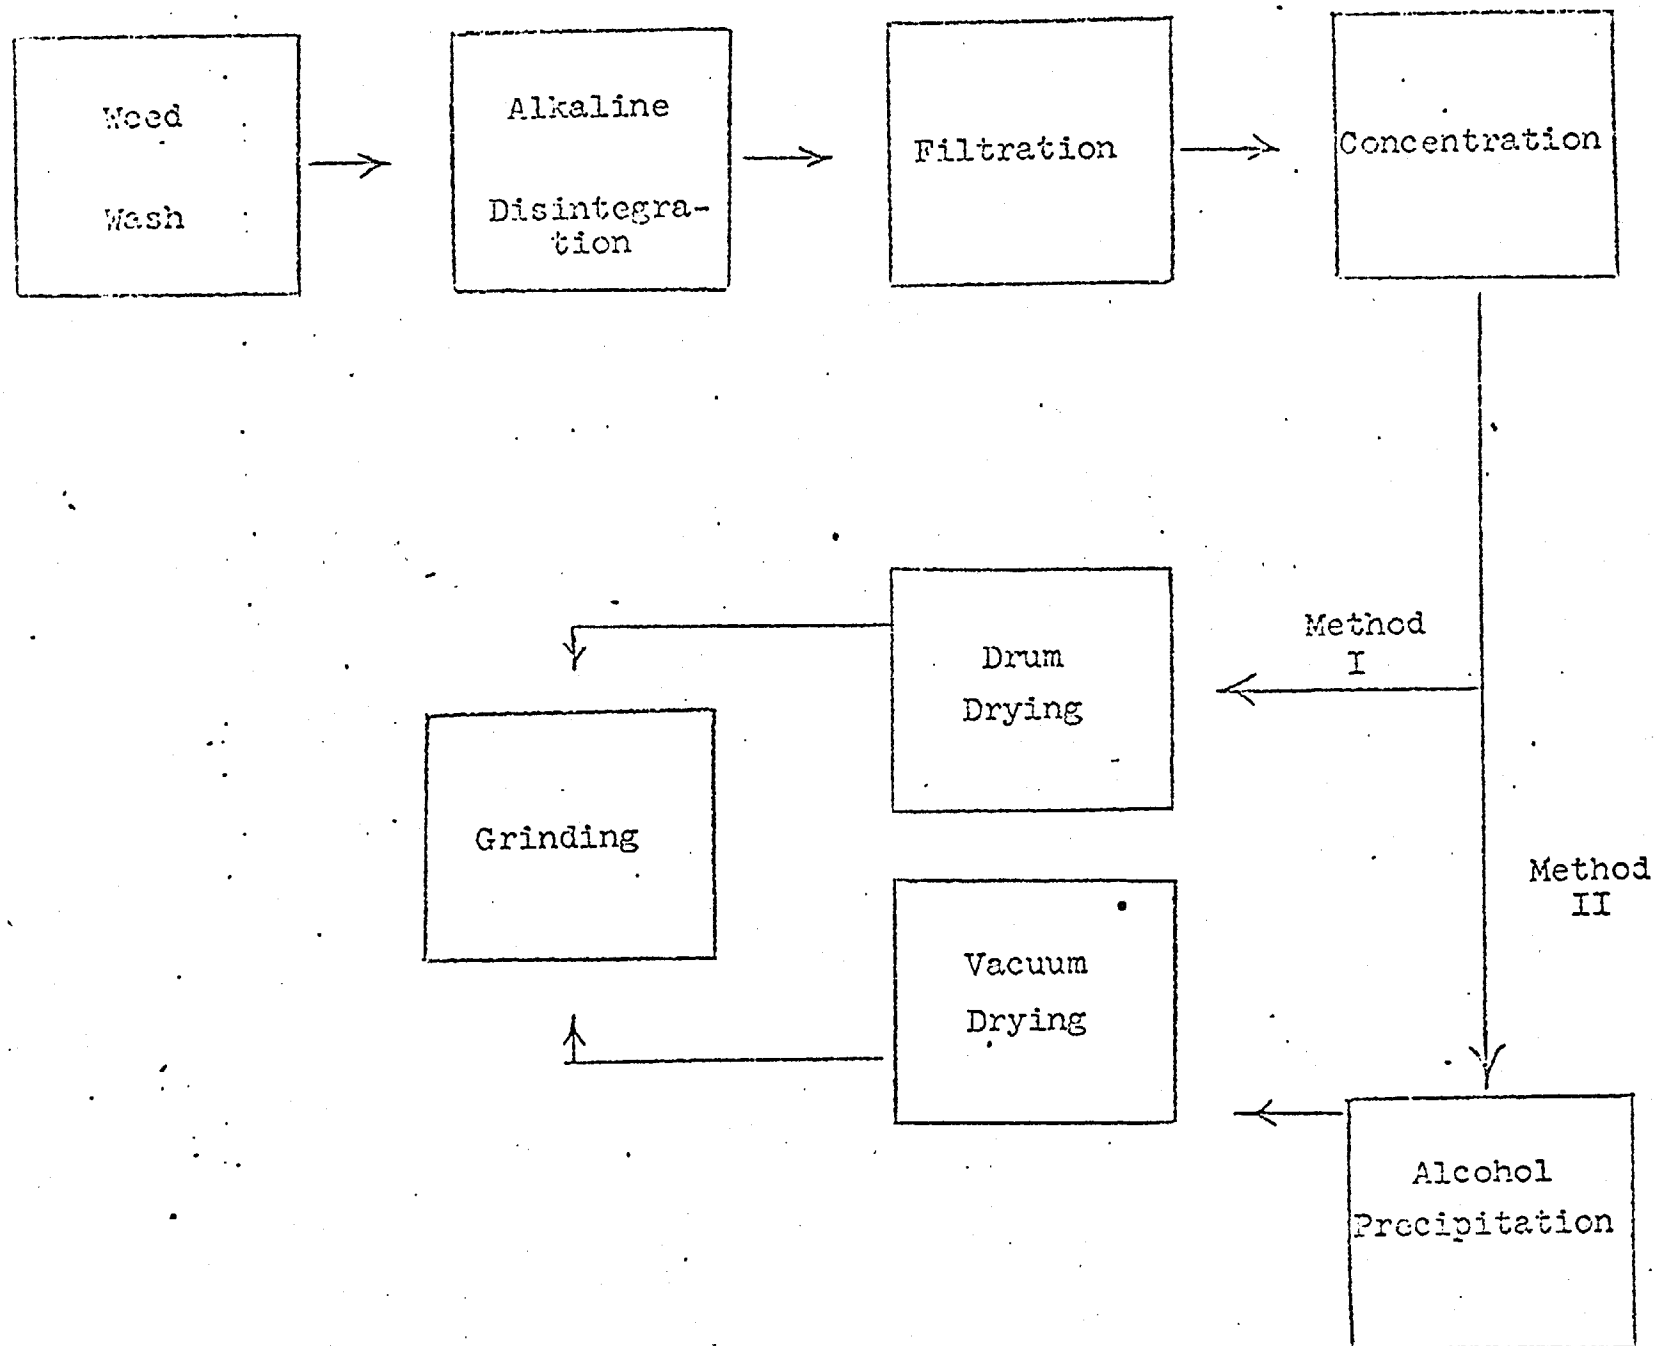 Weed
Wash
Alkaline
Disintegra-
tion
Filtration
Concentration
Method
I
Drum
Drying
Grinding
Method
II
Vacuum
Drying
Alcohol
Precipitation